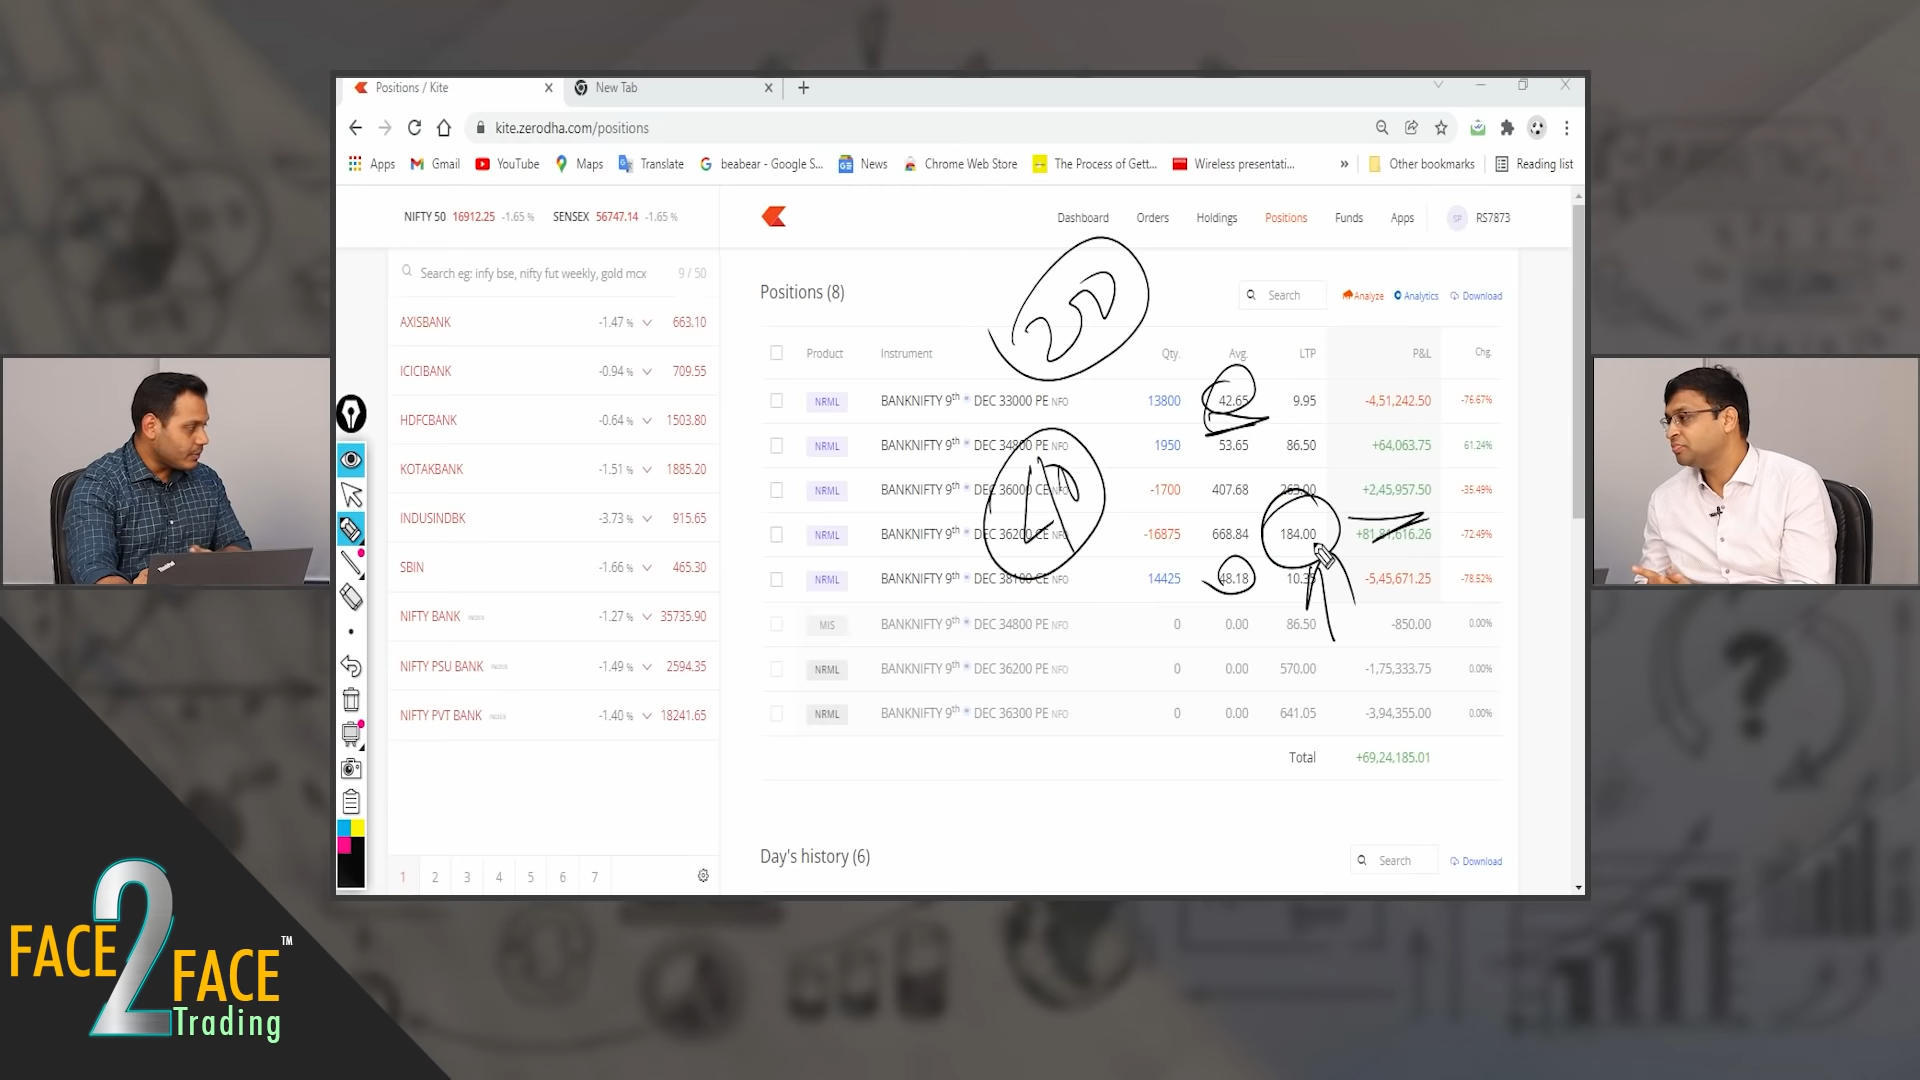 Positions / Kite
New Tab
kite.zerodha.com/positions
Apps Gmail YouTube Maps Translate beabear - Google S... News Chrome Web Store The Process of Gett... Wireless presentati... » Other bookmarks Reading list
NIFTY 50 16912.25 -1.65 % SENSEX 56747.14 -1.65 %
Dashboard Orders Holdings Positions Funds Apps SP RS7873
Search eg: infy bse, nifty fut weekly, gold mcx 9 / 50
AXISBANK -1.47 % 663.10
ICICIBANK -0.94 % 709.55
HDFCBANK -0.64 % 1503.80
KOTAKBANK -1.51 % 1885.20
INDUSINDBK -3.73 % 915.65
SBIN -1.66 % 465.30
NIFTY BANK INDEX -1.27 % 35735.90
NIFTY PSU BANK INDEX -1.49 % 2594.35
NIFTY PVT BANK INDEX -1.40 % 18241.65
1 2 3 4 5 6 7
Positions (8) Search Analyze Analytics Download
Product Instrument Qty. Avg. LTP P&L Chg.
NRML BANKNIFTY 9th DEC 33000 PE NFO 13800 42.65 9.95 -4,51,242.50 -76.67%
NRML BANKNIFTY 9th DEC 34800 PE NFO 1950 53.65 86.50 +64,063.75 61.24%
NRML BANKNIFTY 9th DEC 36000 CE NFO -1700 407.68 263.00 +2,45,957.50 -35.49%
NRML BANKNIFTY 9th DEC 36200 CE NFO -16875 668.84 184.00 +81,81,616.26 -72.49%
NRML BANKNIFTY 9th DEC 38100 CE NFO 14425 48.18 10.35 -5,45,671.25 -78.52%
MIS BANKNIFTY 9th DEC 34800 PE NFO 0 0.00 86.50 -850.00 0.00%
NRML BANKNIFTY 9th DEC 36200 PE NFO 0 0.00 570.00 -1,75,333.75 0.00%
NRML BANKNIFTY 9th DEC 36300 PE NFO 0 0.00 641.05 -3,94,355.00 0.00%
Total +69,24,185.01
Day's history (6) Search Download
FACE 2 FACE ™
Trading